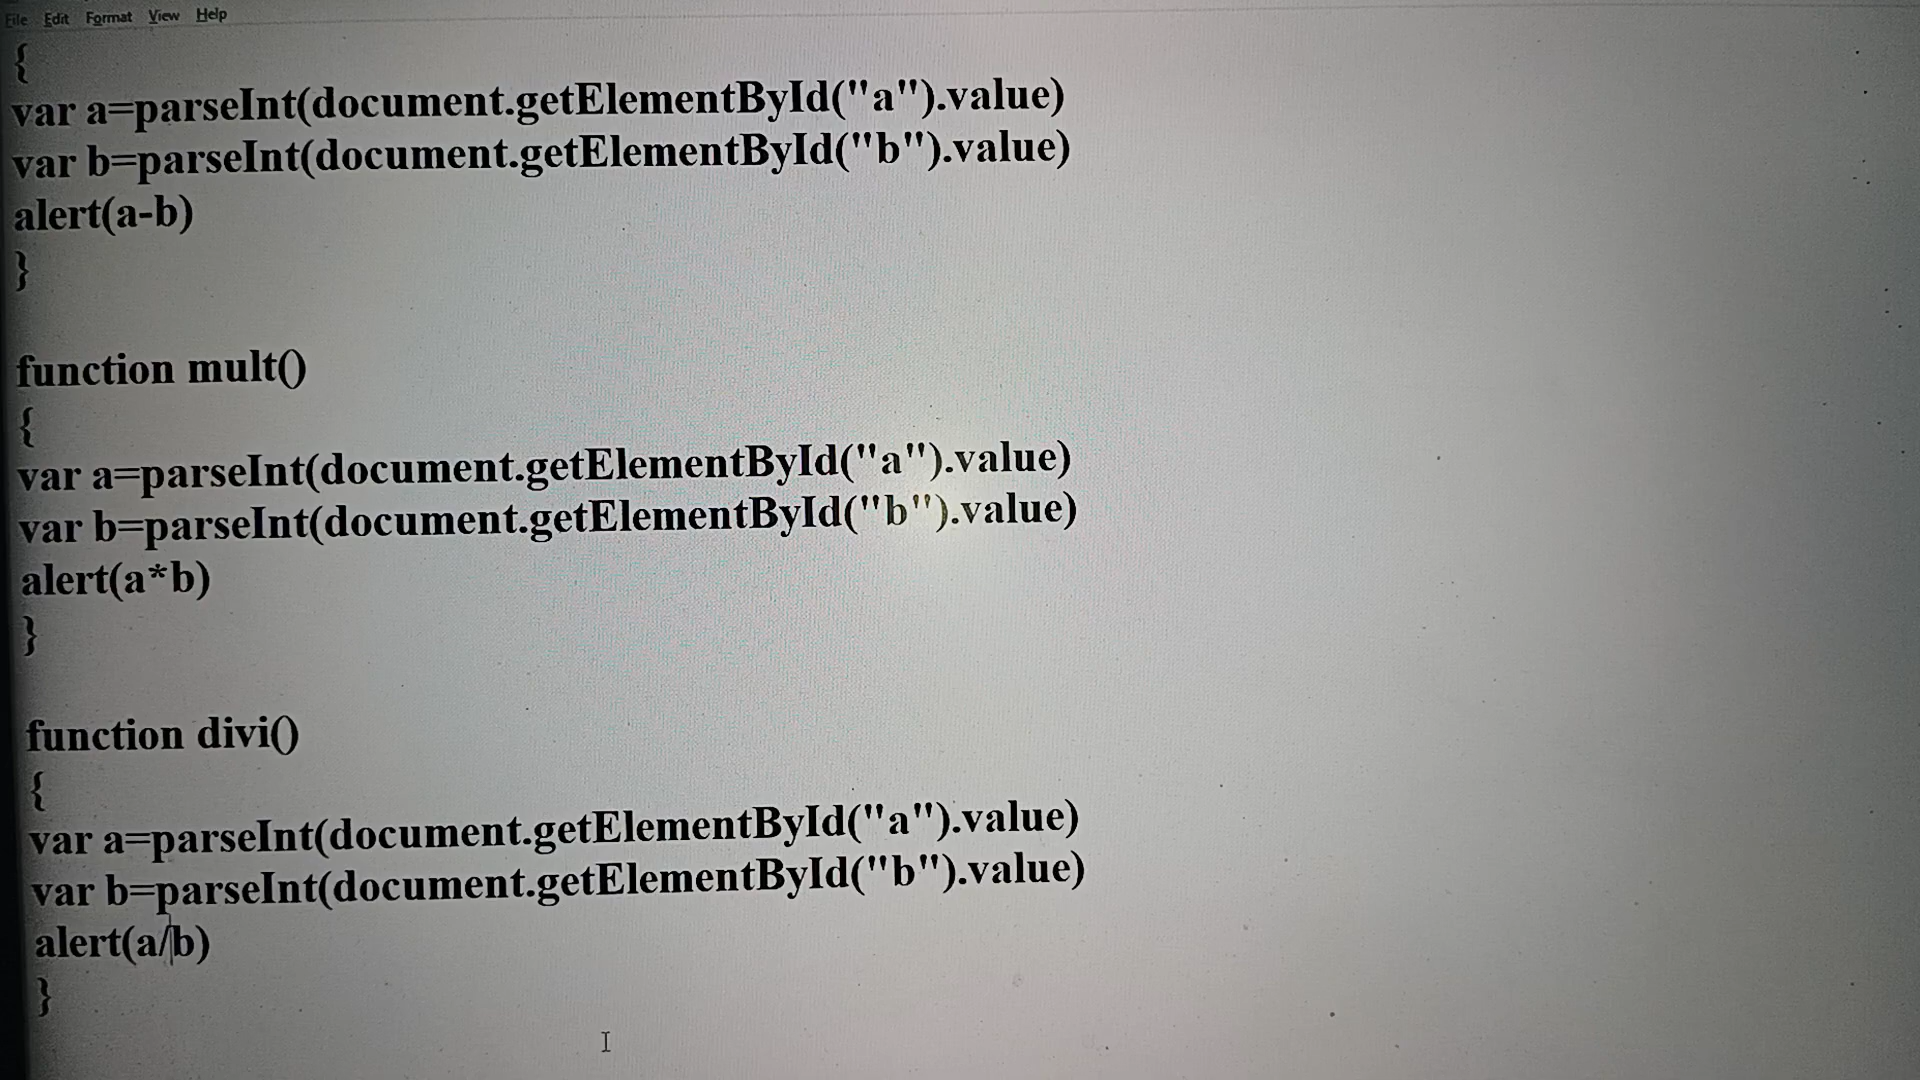 File Edit Format View Help
{
var a=parseInt(document.getElementById("a").value)
var b=parseInt(document.getElementById("b").value)
alert(a-b)
}
function mult()
{
var a=parseInt(document.getElementById("a").value)
var b=parseInt(document.getElementById("b").value)
alert(a*b)
}
function divi()
{
var a=parseInt(document.getElementById("a").value)
var b=parseInt(document.getElementById("b").value)
alert(a/b)
}